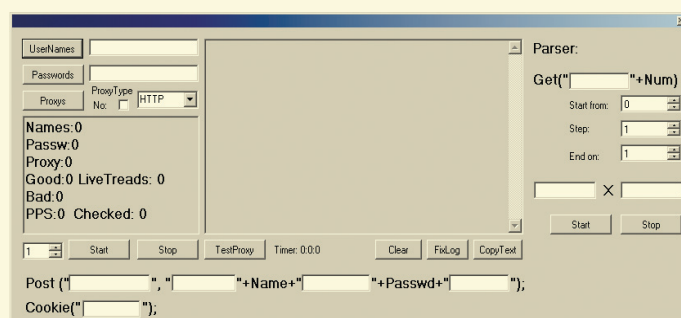 UserNames
Passwords
Proxys
ProxyType
No:
HTTP
Names:0
Passw:0
Proxy:0
Good:0 LiveTreads: 0
Bad:0
PPS:0 Checked: 0
1
Start
Stop
TestProxy
Timer: 0:0:0
Clear
FixLog
CopyText
Post ("", ""+Name+""+Passwd+"");
Cookie("");
Parser:
Get(""+Num)
Start from: 0
Step: 1
End on: 1
X
Start
Stop